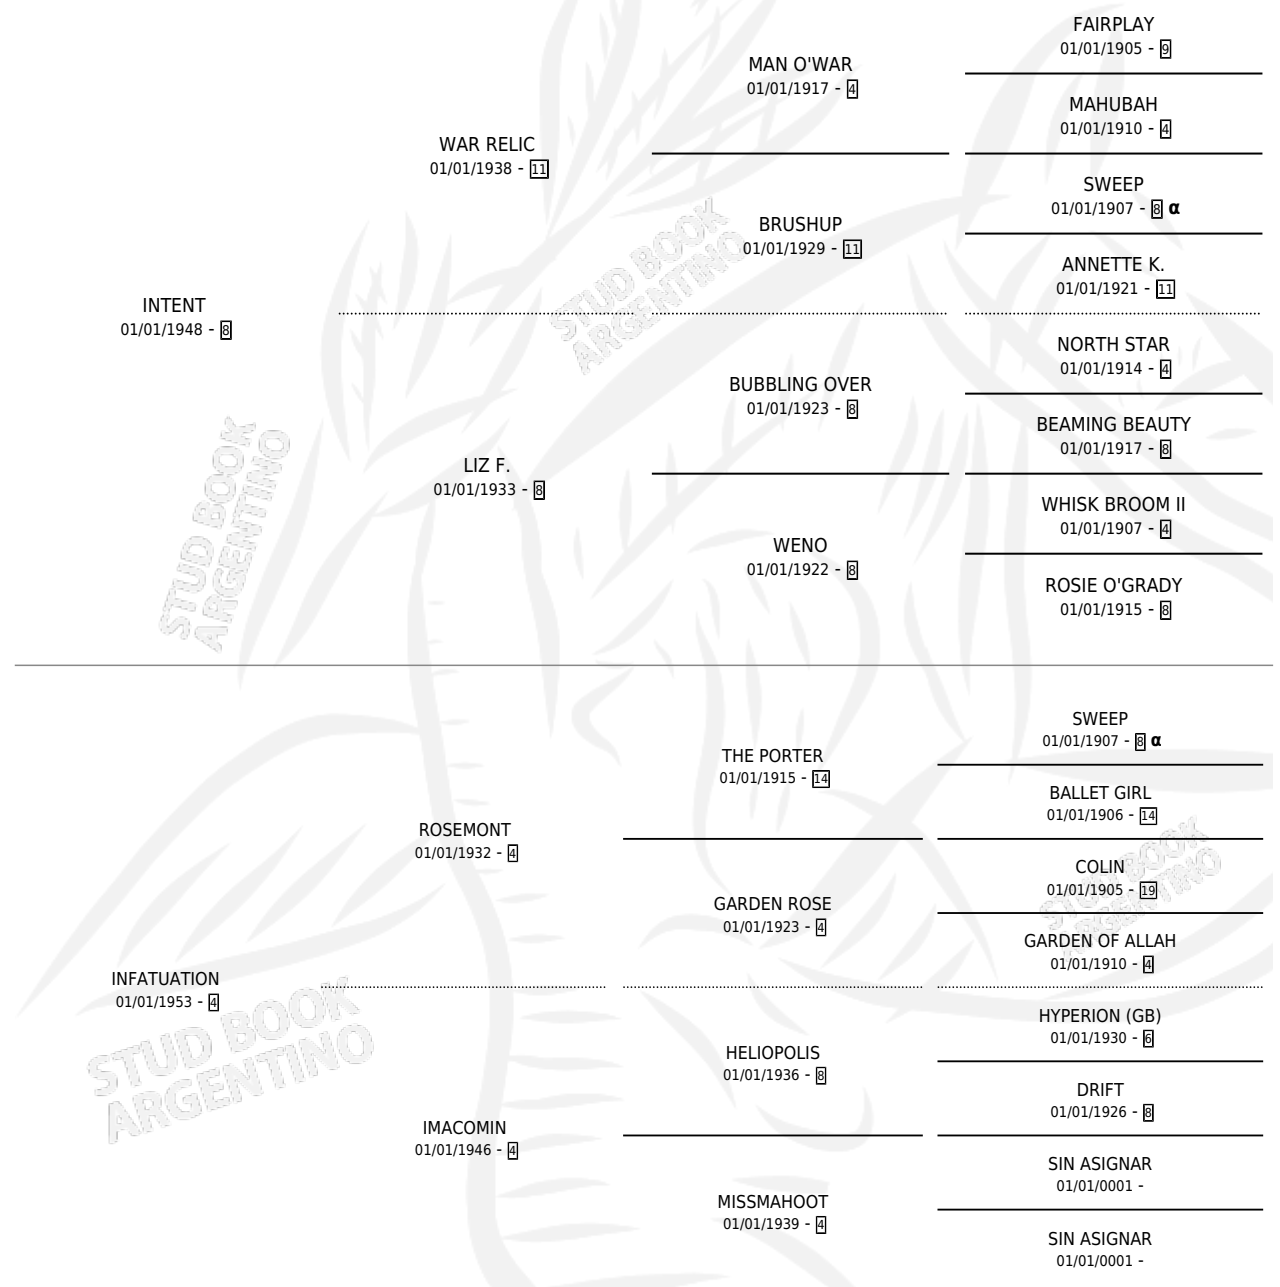 FAIRPLAY
01/01/1905 - 9
MAN O'WAR
01/01/1917 - 4
MAHUBAH
01/01/1910 - 4
WAR RELIC
01/01/1938 - 11
SWEEP
01/01/1907 - 8 α
BRUSHUP
01/01/1929 - 11
ANNETTE K.
01/01/1921 - 11
INTENT
01/01/1948 - 8
NORTH STAR
01/01/1914 - 4
BUBBLING OVER
01/01/1923 - 8
BEAMING BEAUTY
01/01/1917 - 8
LIZ F.
01/01/1933 - 8
WHISK BROOM II
01/01/1907 - 4
WENO
01/01/1922 - 8
ROSIE O'GRADY
01/01/1915 - 8
SWEEP
01/01/1907 - 8 α
THE PORTER
01/01/1915 - 14
BALLET GIRL
01/01/1906 - 14
ROSEMONT
01/01/1932 - 4
COLIN
01/01/1905 - 19
GARDEN ROSE
01/01/1923 - 4
GARDEN OF ALLAH
01/01/1910 - 4
INFATUATION
01/01/1953 - 4
HYPERION (GB)
01/01/1930 - 6
HELIOPOLIS
01/01/1936 - 8
DRIFT
01/01/1926 - 8
IMACOMIN
01/01/1946 - 4
SIN ASIGNAR
01/01/0001 -
MISSMAHOOT
01/01/1939 - 4
SIN ASIGNAR
01/01/0001 -
STUD BOOK
ARGENTINO
STUD BOOK
ARGENTINO
STUD BOOK
ARGENTINO
STUD BOOK
ARGENTINO